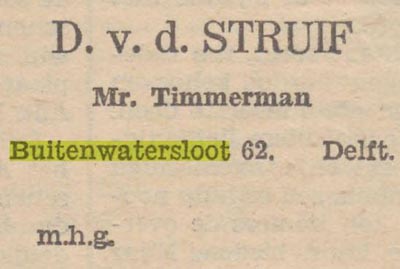 D. v. d. STRUIF
Mr. Timmerman
Buitenwatersloot 62. Delft.
m.h.g.